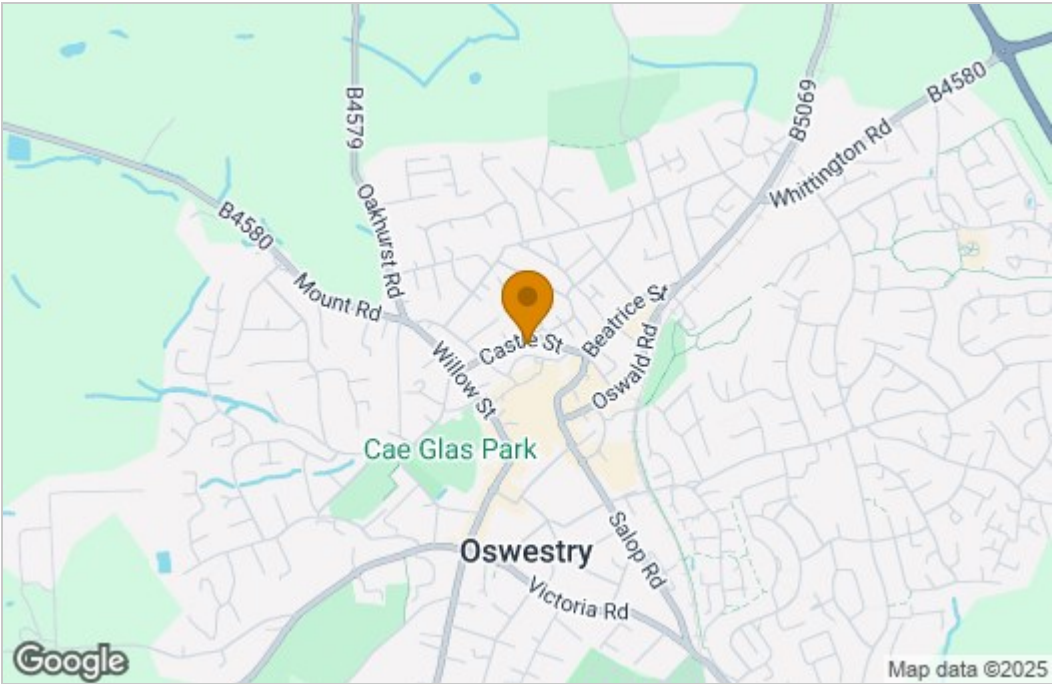 B4579
B4580
B5069
Whittington Rd
B4580
Oakhurst Rd
Mount Rd
Beatrice St
Castle St
Willow St
Oswald Rd
Cae Glas Park
Salop Rd
Oswestry
Victoria Rd
Google
Map data ©2025